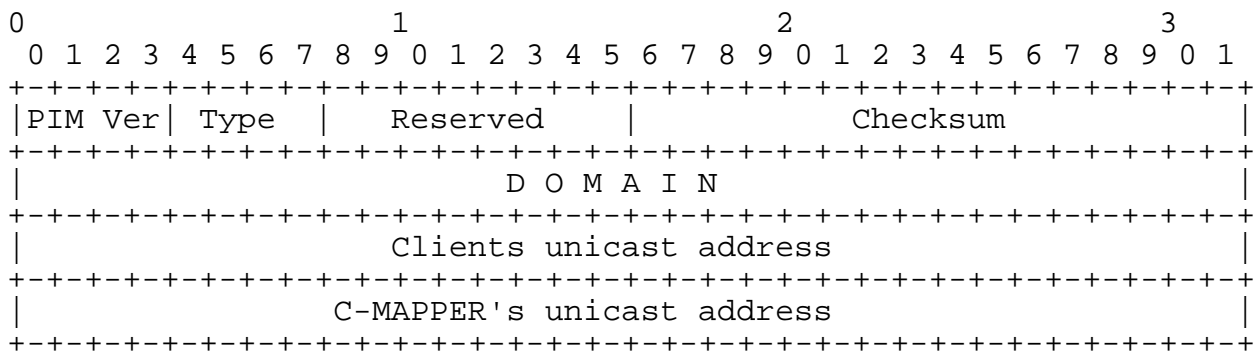 0                   1                   2                   3
 0 1 2 3 4 5 6 7 8 9 0 1 2 3 4 5 6 7 8 9 0 1 2 3 4 5 6 7 8 9 0 1
+-+-+-+-+-+-+-+-+-+-+-+-+-+-+-+-+-+-+-+-+-+-+-+-+-+-+-+-+-+-+-+-+
|PIM Ver| Type  |   Reserved    |           Checksum            |
+-+-+-+-+-+-+-+-+-+-+-+-+-+-+-+-+-+-+-+-+-+-+-+-+-+-+-+-+-+-+-+-+
|                         D O M A I N                           |
+-+-+-+-+-+-+-+-+-+-+-+-+-+-+-+-+-+-+-+-+-+-+-+-+-+-+-+-+-+-+-+-+
|                   Clients unicast address                     |
+-+-+-+-+-+-+-+-+-+-+-+-+-+-+-+-+-+-+-+-+-+-+-+-+-+-+-+-+-+-+-+-+
|                C-MAPPER's unicast address                     |
+-+-+-+-+-+-+-+-+-+-+-+-+-+-+-+-+-+-+-+-+-+-+-+-+-+-+-+-+-+-+-+-+